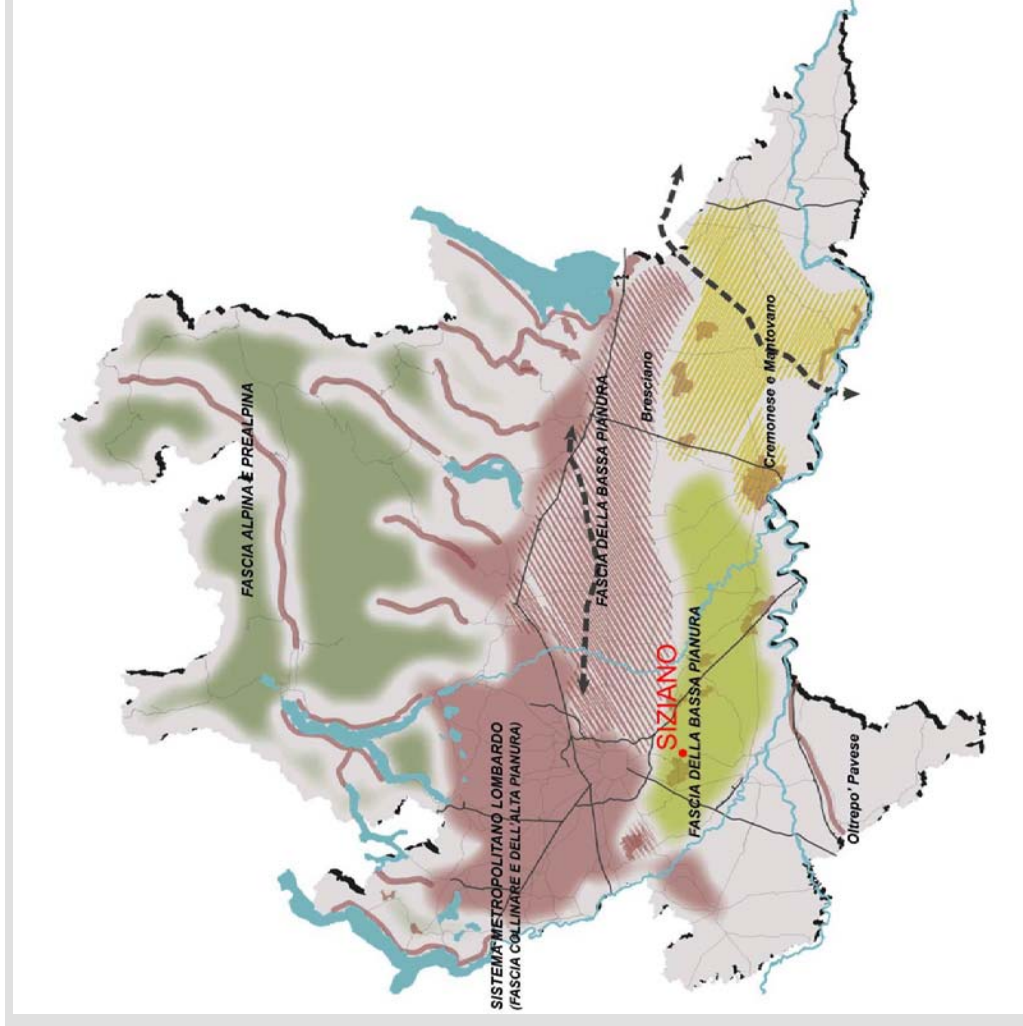 FASCIA ALPINA E PREALPINA
SISTEMA METROPOLITANO LOMBARDO
(FASCIA COLLINARE E DELL'ALTA PIANURA)
FASCIA DELLA BASSA PIANURA
Bresciano
SIZIANO
FASCIA DELLA BASSA PIANURA
Cremonese e Mantovano
Oltrepo' Pavese